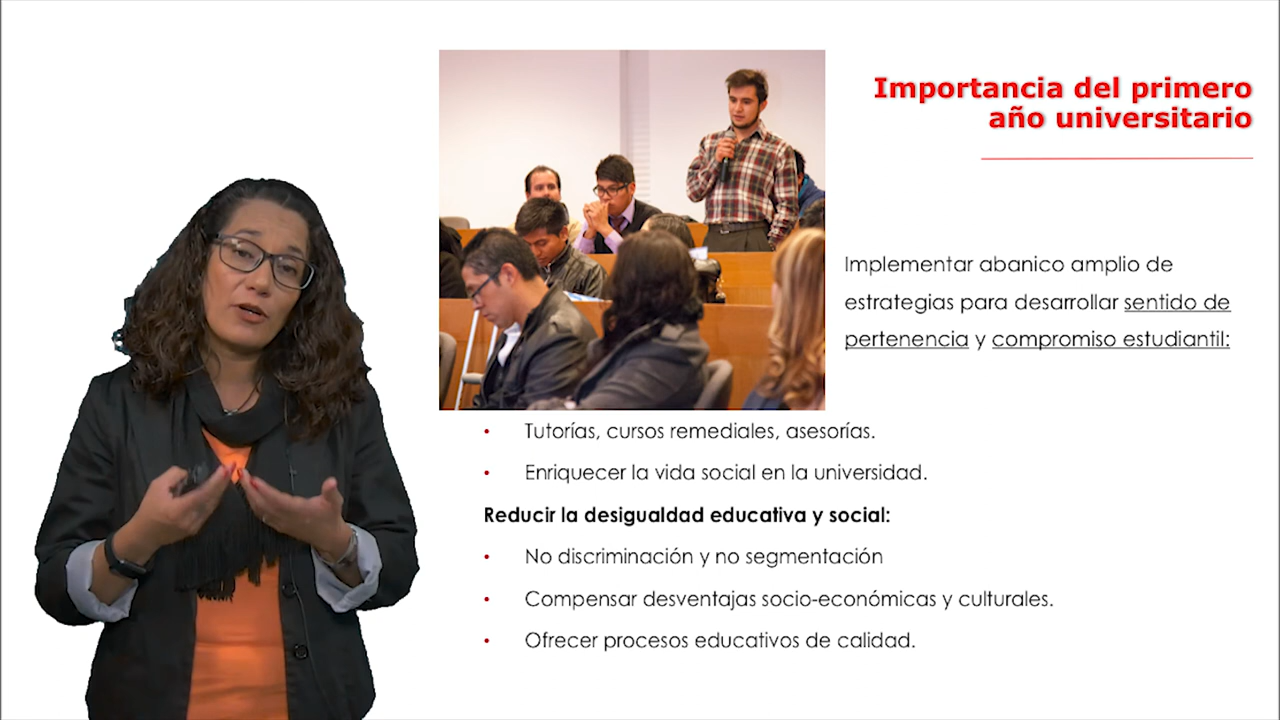 Importancia del primero
año universitario
Implementar abanico amplio de
estrategias para desarrollar sentido de
pertenencia y compromiso estudiantil:
• Tutorías, cursos remediales, asesorías.
• Enriquecer la vida social en la universidad.
Reducir la desigualdad educativa y social:
• No discriminación y no segmentación
• Compensar desventajas socio-económicas y culturales.
• Ofrecer procesos educativos de calidad.